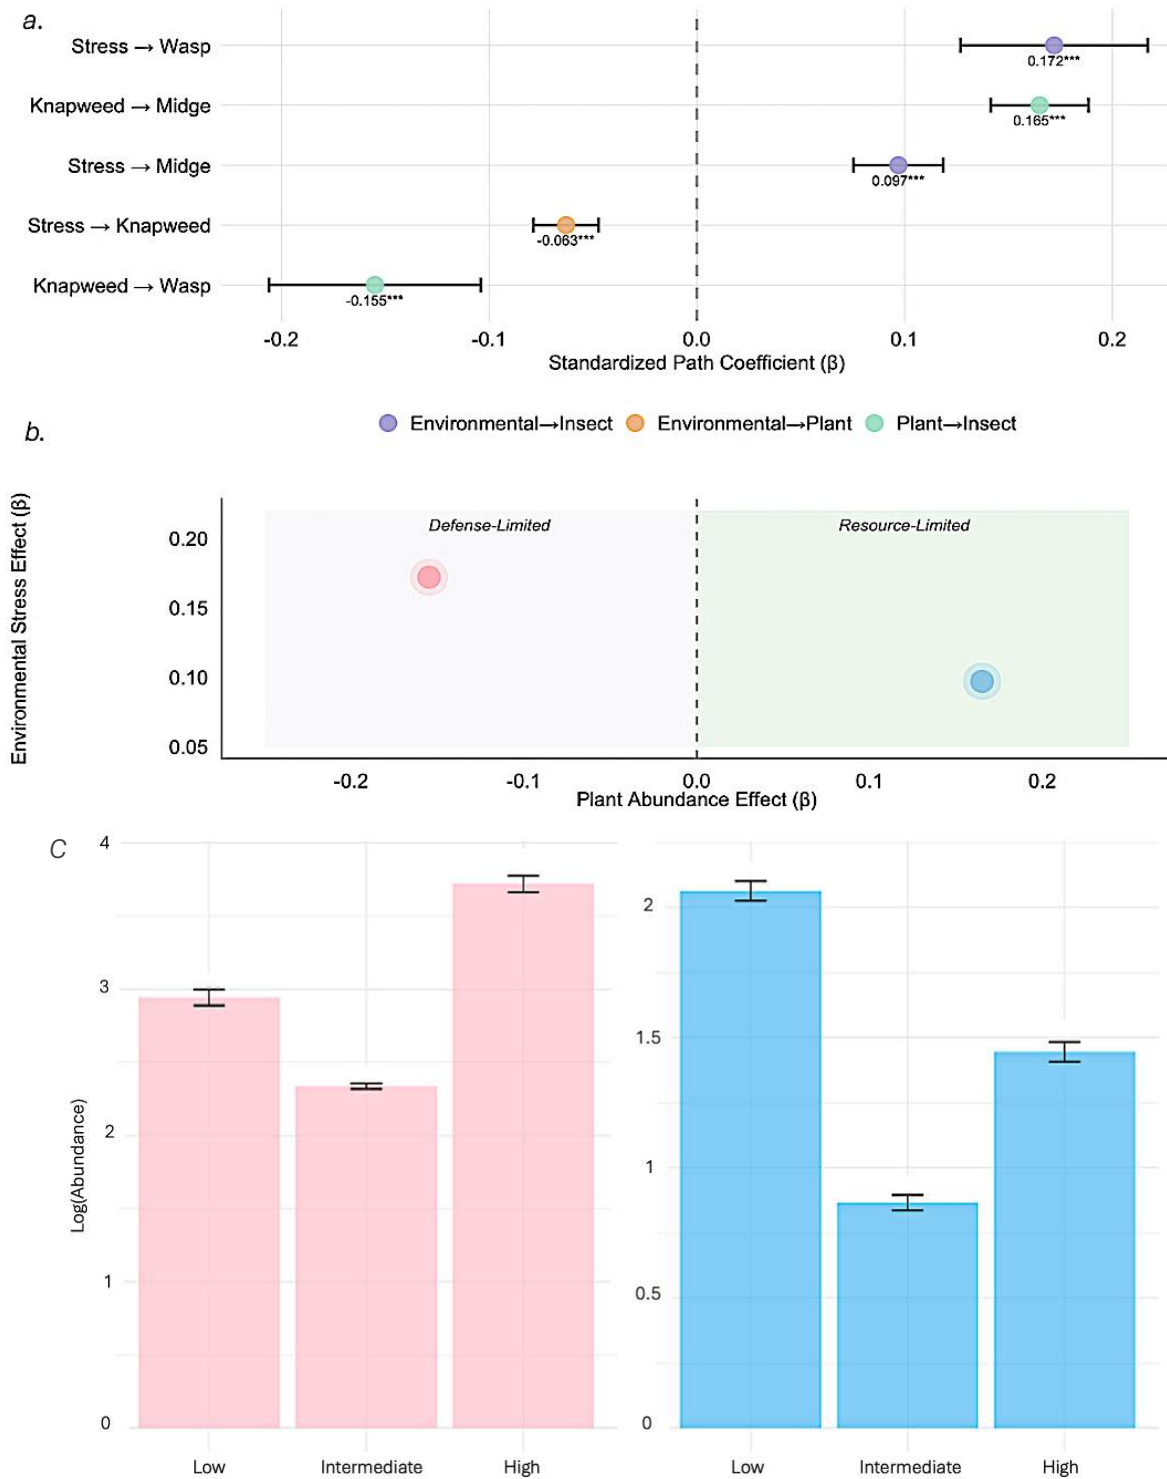 a.
Stress → Wasp
0.172***
Knapweed → Midge
0.165***
Stress → Midge
0.097***
Stress → Knapweed
-0.063***
Knapweed → Wasp
-0.155***
-0.2 -0.1 0.0 0.1 0.2
Standardized Path Coefficient (β)
Environmental→Insect Environmental→Plant Plant→Insect
b.
Environmental Stress Effect (β)
Defense-Limited Resource-Limited
0.20
0.15
0.10
0.05
-0.2 -0.1 0.0 0.1 0.2
Plant Abundance Effect (β)
C
Log(Abundance)
4
3
2
1
0
Low Intermediate High
2
1.5
1
0.5
0
Low Intermediate High